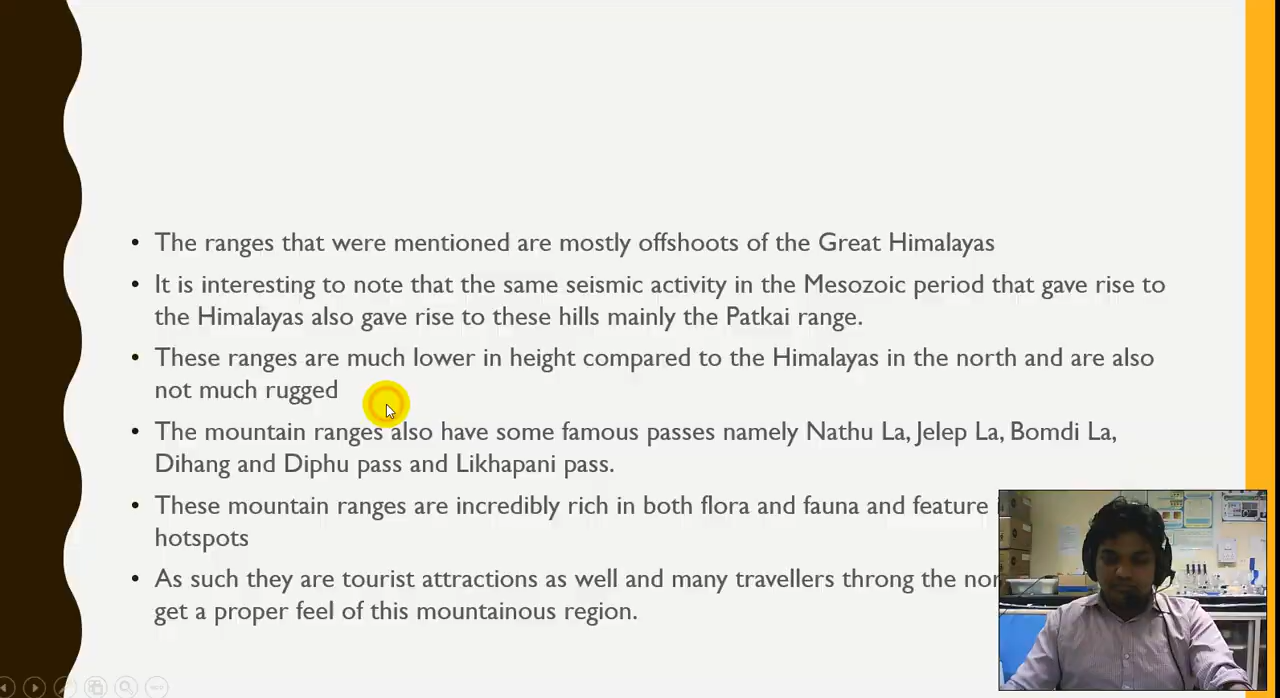 • The ranges that were mentioned are mostly offshoots of the Great Himalayas
• It is interesting to note that the same seismic activity in the Mesozoic period that gave rise to
the Himalayas also gave rise to these hills mainly the Patkai range.
• These ranges are much lower in height compared to the Himalayas in the north and are also
not much rugged
• The mountain ranges also have some famous passes namely Nathu La, Jelep La, Bomdi La,
Dihang and Diphu pass and Likhapani pass.
• These mountain ranges are incredibly rich in both flora and fauna and feature
hotspots
• As such they are tourist attractions as well and many travellers throng the
get a proper feel of this mountainous region.